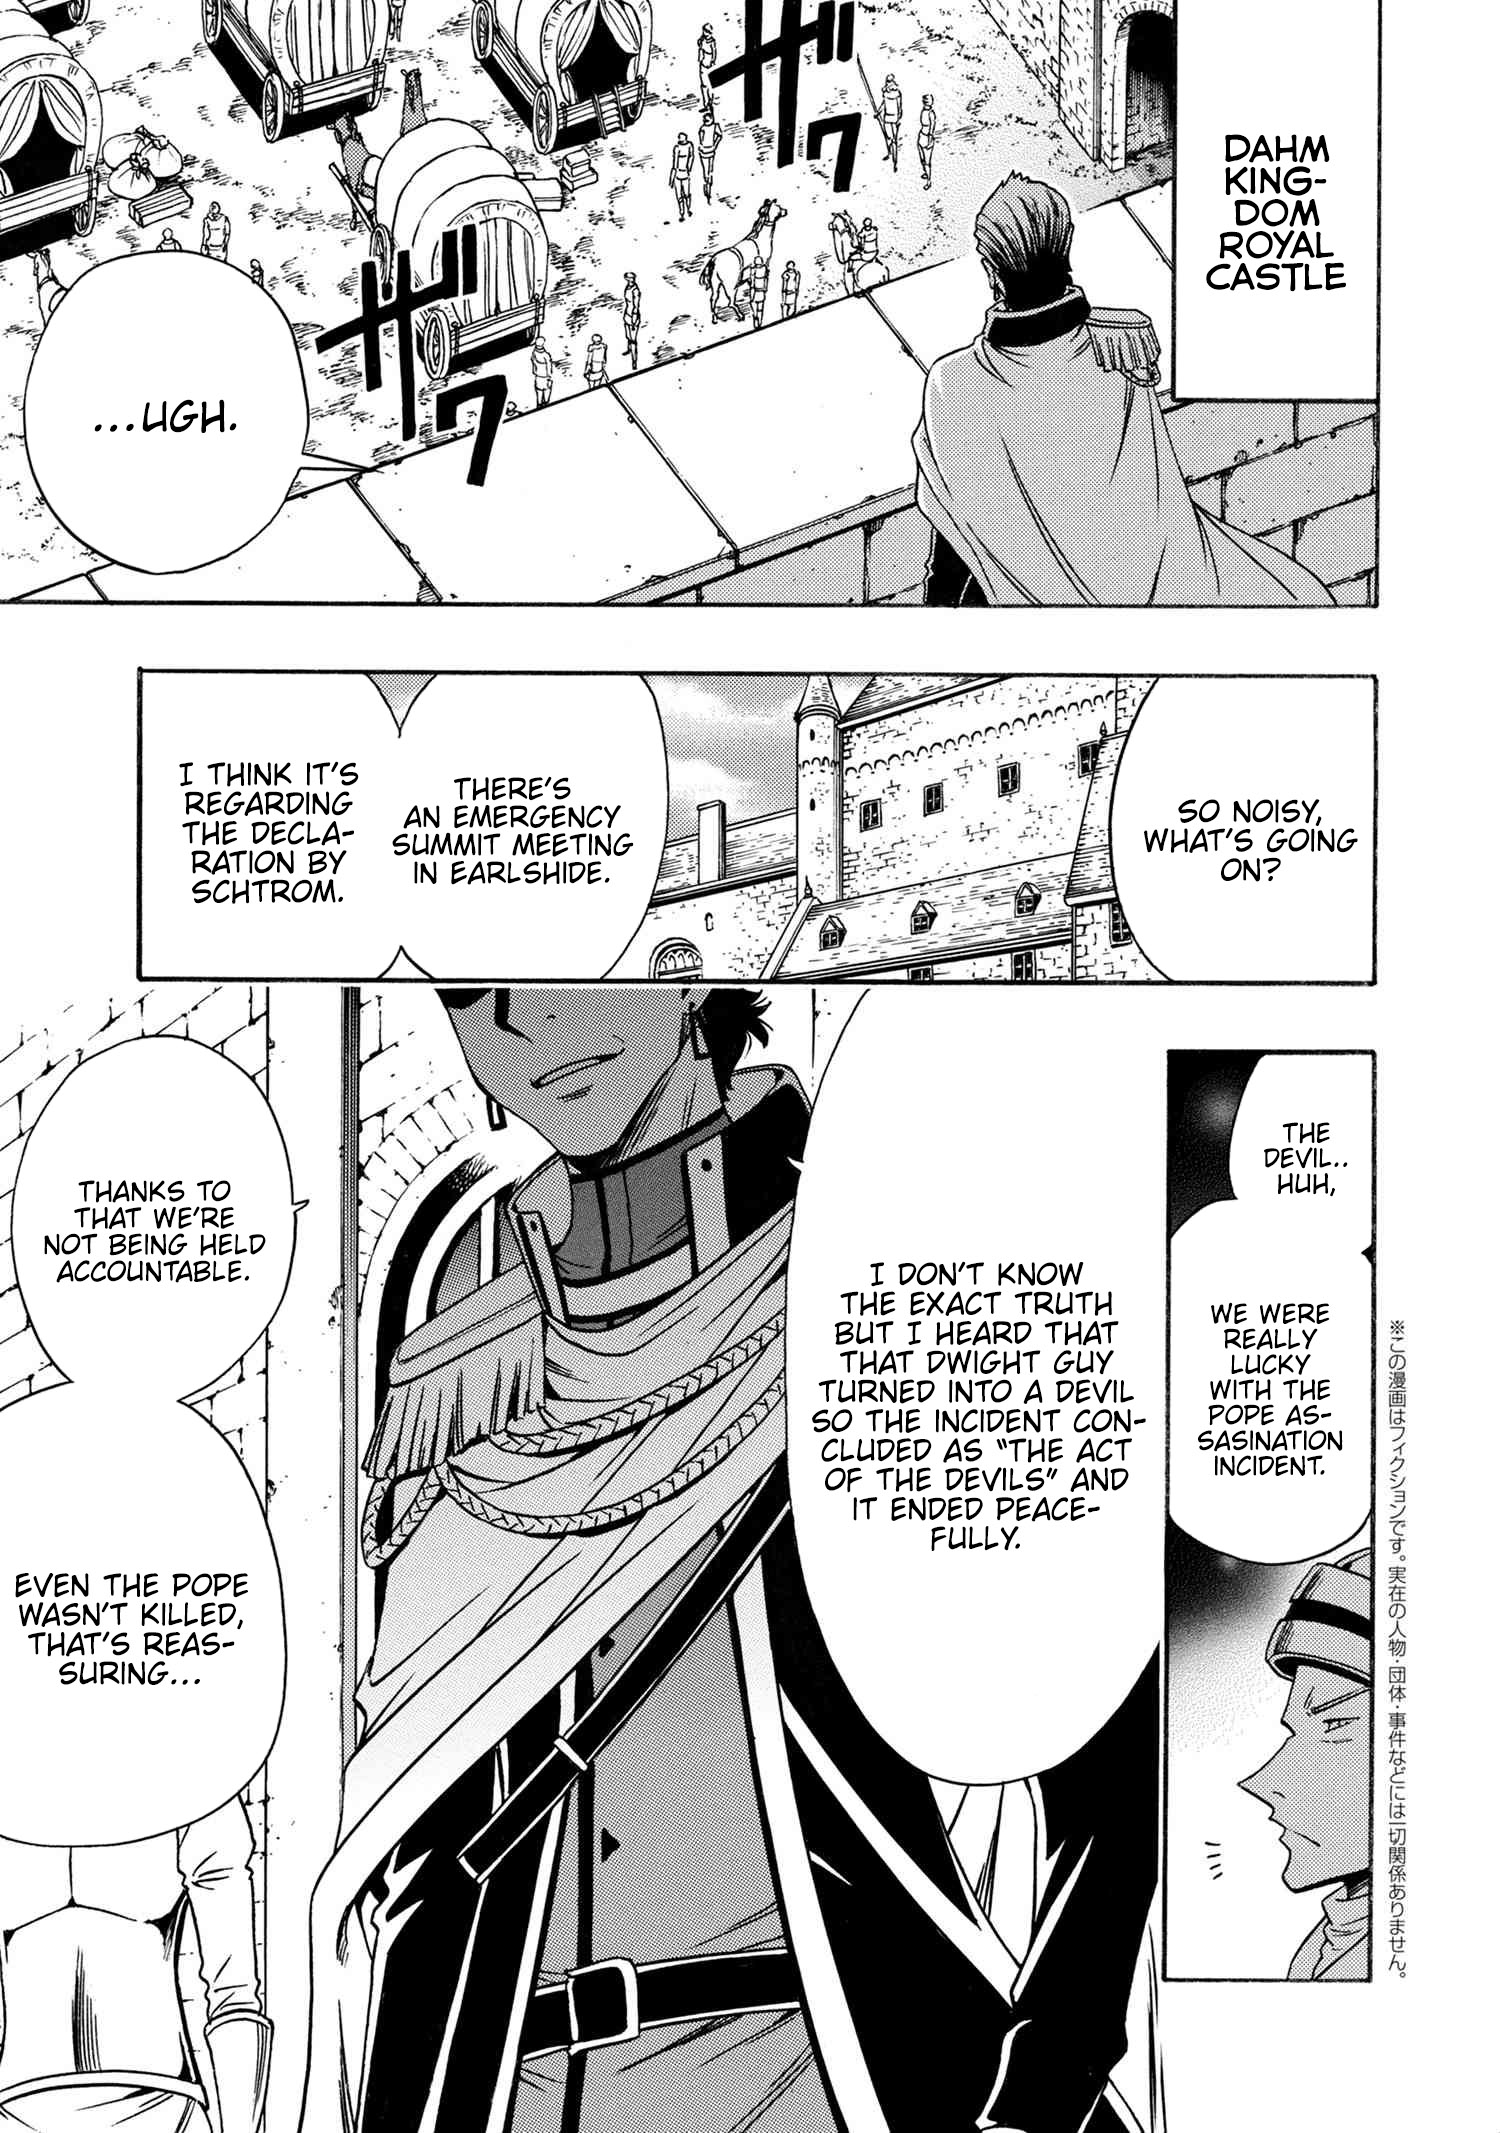 DAHM
KING-
DOM
ROYAL
CASTLE
ザワ
ザワ
...UGH.
SO NOISY,
WHAT'S GOING
ON?
THERE'S
AN EMERGENCY
SUMMIT MEETING
IN EARLSHIDE.
I THINK IT'S
REGARDING
THE DECLA-
RATION BY
SCHTROM.
THE
DEVIL..
HUH,
WE WERE
REALLY
LUCKY
WITH THE
POPE AS-
SASINATION
INCIDENT.
I DON'T KNOW
THE EXACT TRUTH
BUT I HEARD THAT
THAT DWIGHT GUY
TURNED INTO A DEVIL
SO THE INCIDENT CON-
CLUDED AS "THE ACT
OF THE DEVILS" AND
IT ENDED PEACE-
FULLY.
THANKS TO
THAT WE'RE
NOT BEING HELD
ACCOUNTABLE.
EVEN THE POPE
WASN'T KILLED,
THAT'S REAS-
SURING...
※この漫画はフィクションです。実在の人物・団体・事件などには一切関係ありません。